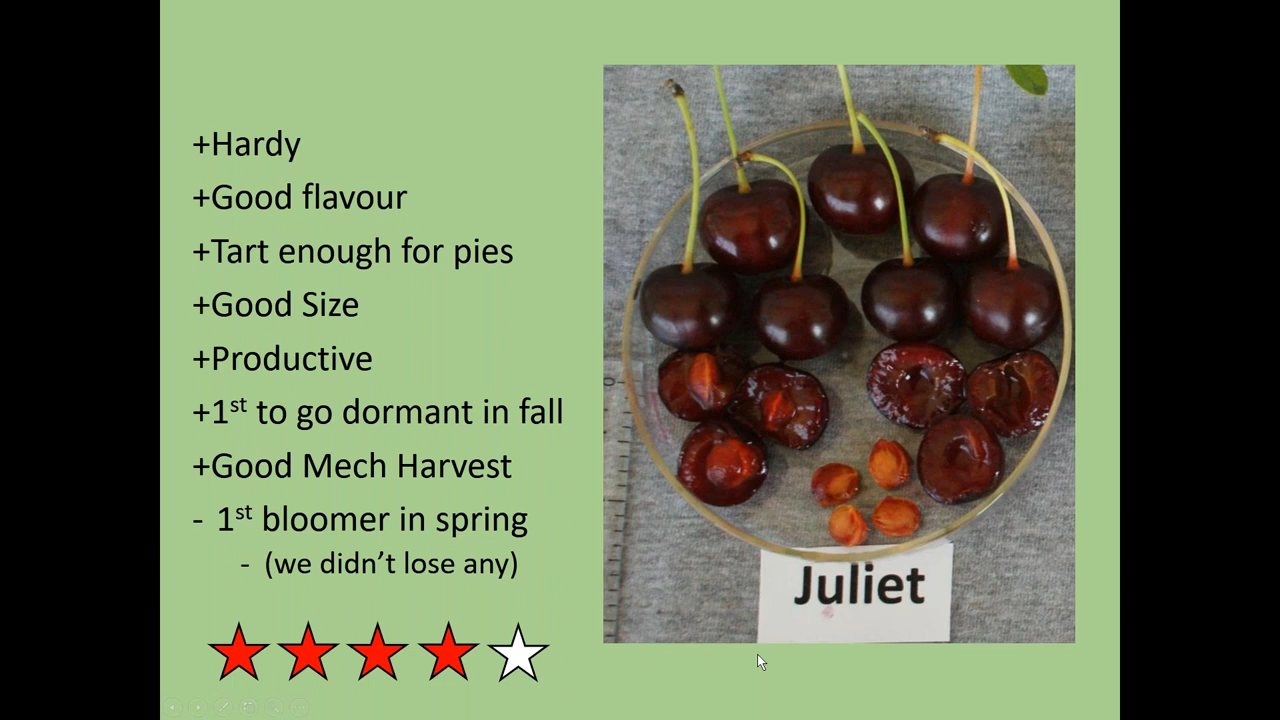 +Hardy
+Good flavour
+Tart enough for pies
+Good Size
+Productive
+1st to go dormant in fall
+Good Mech Harvest
- 1st bloomer in spring
- (we didn’t lose any)
Juliet